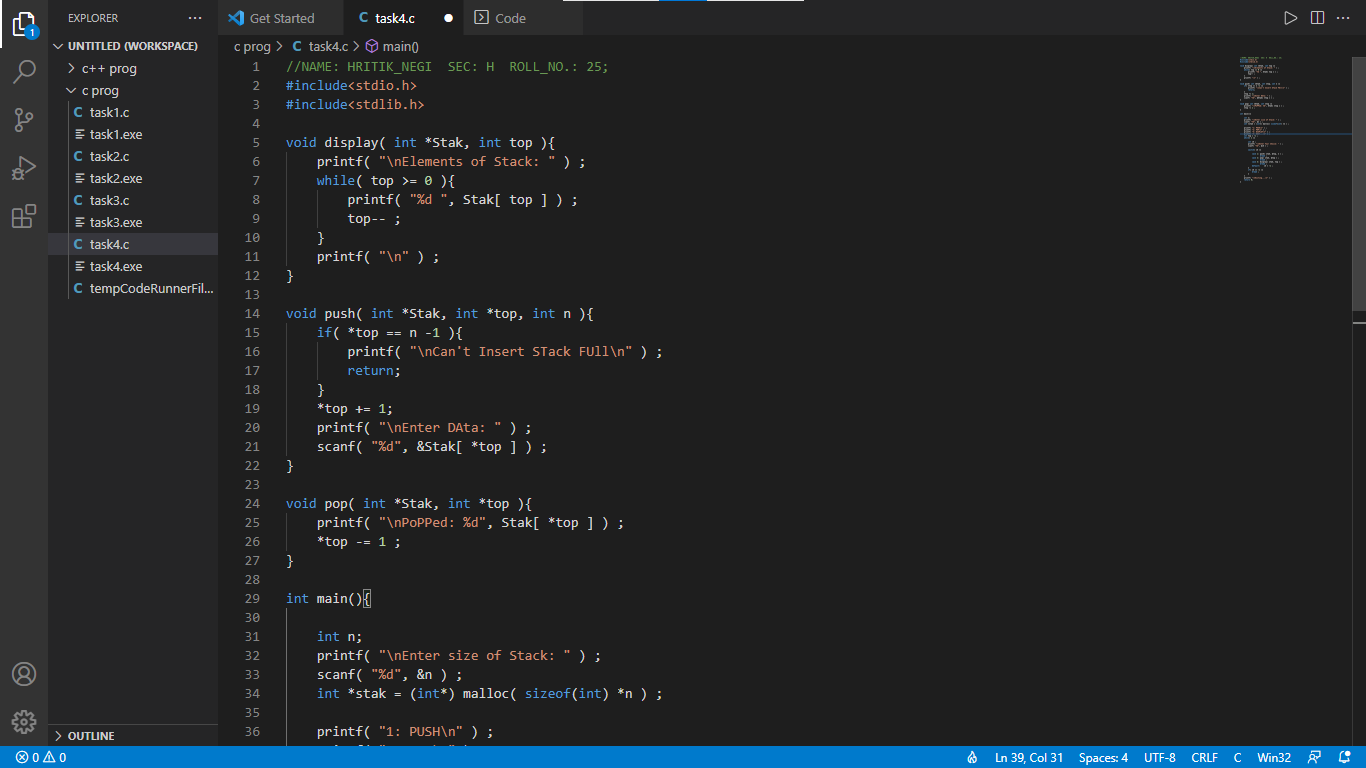 EXPLORER
Get Started
task4.c
Code
UNTITLED (WORKSPACE)
c++ prog
c prog
task1.c
task1.exe
task2.c
task2.exe
task3.c
task3.exe
task4.c
task4.exe
tempCodeRunnerFil...
OUTLINE
c prog > C task4.c > main()
1 //NAME: HRITIK_NEGI  SEC: H  ROLL_NO.: 25;
2 #include<stdio.h>
3 #include<stdlib.h>
4
5 void display( int *Stak, int top ){
6     printf( "\nElements of Stack: " ) ;
7     while( top >= 0 ){
8         printf( "%d ", Stak[ top ] ) ;
9         top-- ;
10     }
11     printf( "\n" ) ;
12 }
13
14 void push( int *Stak, int *top, int n ){
15     if( *top == n -1 ){
16         printf( "\nCan't Insert STack FUll\n" ) ;
17         return;
18     }
19     *top += 1;
20     printf( "\nEnter DAta: " ) ;
21     scanf( "%d", &Stak[ *top ] ) ;
22 }
23
24 void pop( int *Stak, int *top ){
25     printf( "\nPoPPed: %d", Stak[ *top ] ) ;
26     *top -= 1 ;
27 }
28
29 int main(){
30
31     int n;
32     printf( "\nEnter size of Stack: " ) ;
33     scanf( "%d", &n ) ;
34     int *stak = (int*) malloc( sizeof(int) *n ) ;
35
36     printf( "1: PUSH\n" ) ;
0 0 Ln 39, Col 31 Spaces: 4 UTF-8 CRLF C Win32